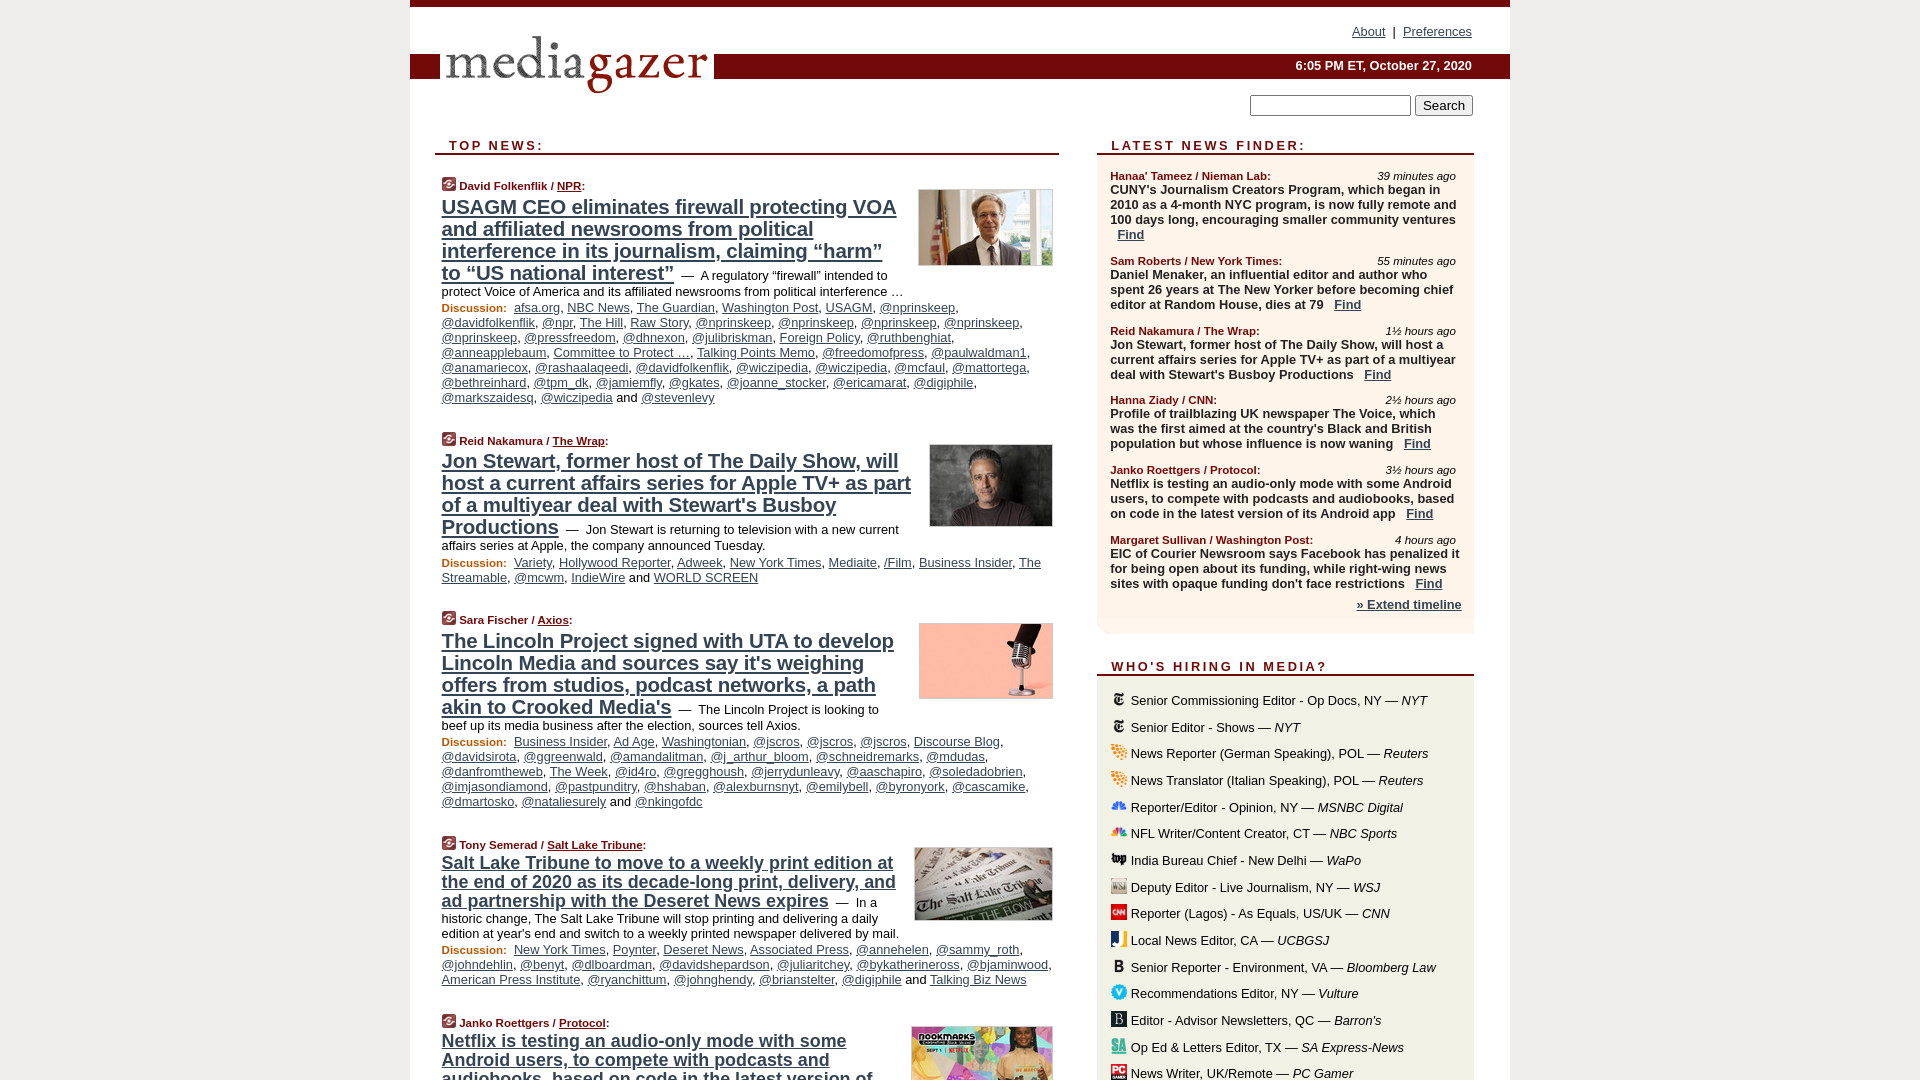 About | Preferences
mediagazer
6:05 PM ET, October 27, 2020
Search
TOP NEWS:
David Folkenflik / NPR:
USAGM CEO eliminates firewall protecting VOA
and affiliated newsrooms from political
interference in its journalism, claiming “harm”
to “US national interest” — A regulatory “firewall” intended to
protect Voice of America and its affiliated newsrooms from political interference …
Discussion: afsa.org, NBC News, The Guardian, Washington Post, USAGM, @nprinskeep,
@davidfolkenflik, @npr, The Hill, Raw Story, @nprinskeep, @nprinskeep, @nprinskeep, @nprinskeep,
@nprinskeep, @pressfreedom, @dhnexon, @julibriskman, Foreign Policy, @ruthbenghiat,
@anneapplebaum, Committee to Protect …, Talking Points Memo, @freedomofpress, @paulwaldman1,
@anamariecox, @rashaalaqeedi, @davidfolkenflik, @wiczipedia, @wiczipedia, @mcfaul, @mattortega,
@bethreinhard, @tpm_dk, @jamiemfly, @gkates, @joanne_stocker, @ericamarat, @digiphile,
@markszaidesq, @wiczipedia and @stevenlevy
Reid Nakamura / The Wrap:
Jon Stewart, former host of The Daily Show, will
host a current affairs series for Apple TV+ as part
of a multiyear deal with Stewart's Busboy
Productions — Jon Stewart is returning to television with a new current
affairs series at Apple, the company announced Tuesday.
Discussion: Variety, Hollywood Reporter, Adweek, New York Times, Mediaite, /Film, Business Insider, The
Streamable, @mcwm, IndieWire and WORLD SCREEN
Sara Fischer / Axios:
The Lincoln Project signed with UTA to develop
Lincoln Media and sources say it's weighing
offers from studios, podcast networks, a path
akin to Crooked Media's — The Lincoln Project is looking to
beef up its media business after the election, sources tell Axios.
Discussion: Business Insider, Ad Age, Washingtonian, @jscros, @jscros, @jscros, Discourse Blog,
@davidsirota, @ggreenwald, @amandalitman, @j_arthur_bloom, @schneidremarks, @mdudas,
@danfromtheweb, The Week, @id4ro, @gregghoush, @jerrydunleavy, @aaschapiro, @soledadobrien,
@imjasondiamond, @pastpunditry, @hshaban, @alexburnsnyt, @emilybell, @byronyork, @cascamike,
@dmartosko, @nataliesurely and @nkingofdc
Tony Semerad / Salt Lake Tribune:
Salt Lake Tribune to move to a weekly print edition at
the end of 2020 as its decade-long print, delivery, and
ad partnership with the Deseret News expires — In a
historic change, The Salt Lake Tribune will stop printing and delivering a daily
edition at year's end and switch to a weekly printed newspaper delivered by mail.
The Salt Lake Tribune
Discussion: New York Times, Poynter, Deseret News, Associated Press, @annehelen, @sammy_roth,
@johndehlin, @benyt, @dlboardman, @davidshepardson, @juliaritchey, @bykatherineross, @bjaminwood,
American Press Institute, @ryanchittum, @johnghendy, @brianstelter, @digiphile and Talking Biz News
Janko Roettgers / Protocol:
Netflix is testing an audio-only mode with some
Android users, to compete with podcasts and
audiobooks, based on code in the latest version of
BOOKMARKS
SEPT 1 | NETFLIX
LATEST NEWS FINDER:
Hanaa' Tameez / Nieman Lab: 39 minutes ago
CUNY's Journalism Creators Program, which began in
2010 as a 4-month NYC program, is now fully remote and
100 days long, encouraging smaller community ventures
Find
Sam Roberts / New York Times: 55 minutes ago
Daniel Menaker, an influential editor and author who
spent 26 years at The New Yorker before becoming chief
editor at Random House, dies at 79 Find
Reid Nakamura / The Wrap: 1½ hours ago
Jon Stewart, former host of The Daily Show, will host a
current affairs series for Apple TV+ as part of a multiyear
deal with Stewart's Busboy Productions Find
Hanna Ziady / CNN: 2½ hours ago
Profile of trailblazing UK newspaper The Voice, which
was the first aimed at the country's Black and British
population but whose influence is now waning Find
Janko Roettgers / Protocol: 3½ hours ago
Netflix is testing an audio-only mode with some Android
users, to compete with podcasts and audiobooks, based
on code in the latest version of its Android app Find
Margaret Sullivan / Washington Post: 4 hours ago
EIC of Courier Newsroom says Facebook has penalized it
for being open about its funding, while right-wing news
sites with opaque funding don't face restrictions Find
» Extend timeline
WHO'S HIRING IN MEDIA?
Senior Commissioning Editor - Op Docs, NY — NYT
Senior Editor - Shows — NYT
News Reporter (German Speaking), POL — Reuters
News Translator (Italian Speaking), POL — Reuters
Reporter/Editor - Opinion, NY — MSNBC Digital
NFL Writer/Content Creator, CT — NBC Sports
India Bureau Chief - New Delhi — WaPo
Deputy Editor - Live Journalism, NY — WSJ
Reporter (Lagos) - As Equals, US/UK — CNN
Local News Editor, CA — UCBGSJ
Senior Reporter - Environment, VA — Bloomberg Law
Recommendations Editor, NY — Vulture
Editor - Advisor Newsletters, QC — Barron's
Op Ed & Letters Editor, TX — SA Express-News
News Writer, UK/Remote — PC Gamer